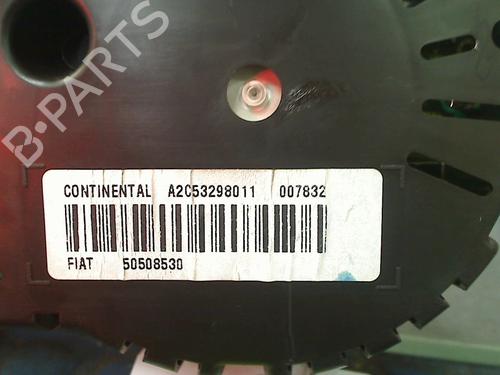 B-PARTS
CONTINENTAL A2C53298011 007832
FIAT 50508530